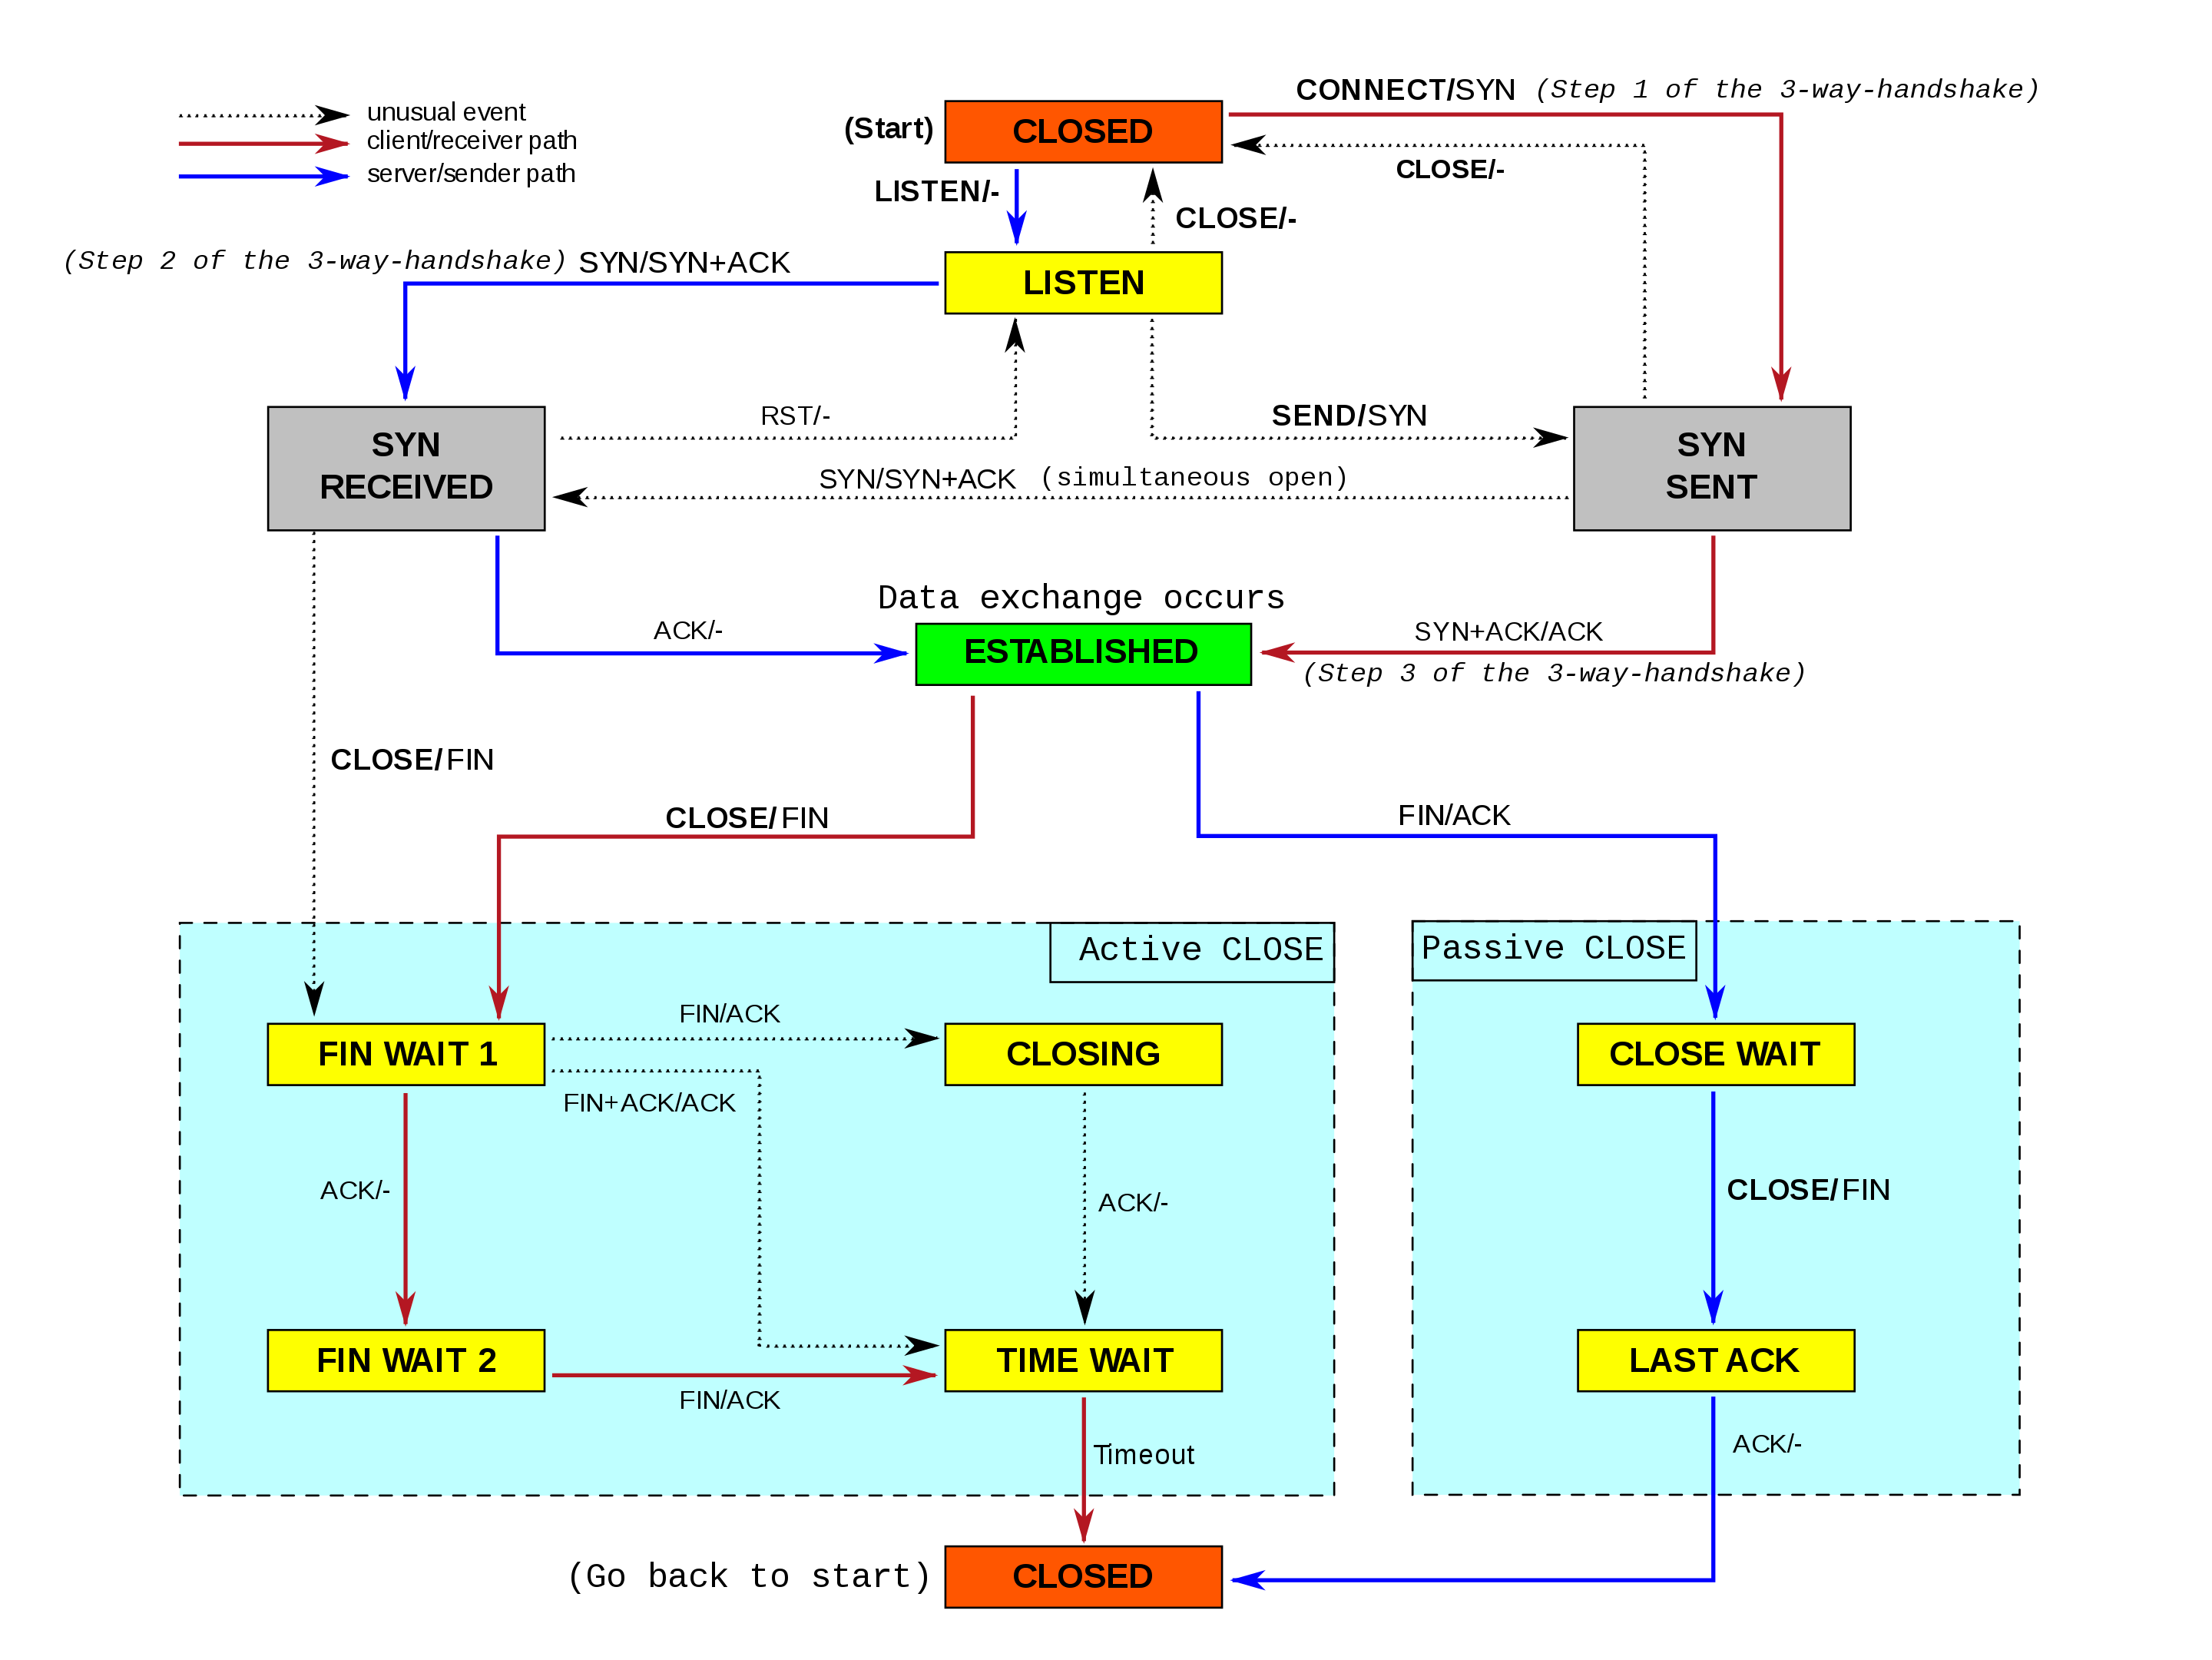 unusual event
client/receiver path
server/sender path
(Start)
CLOSED
CONNECT/SYN (Step 1 of the 3-way-handshake)
CLOSE/-
LISTEN/-
CLOSE/-
(Step 2 of the 3-way-handshake) SYN/SYN+ACK
LISTEN
RST/-
SEND/SYN
SYN
RECEIVED
SYN
SENT
SYN/SYN+ACK (simultaneous open)
Data exchange occurs
ACK/-
ESTABLISHED
SYN+ACK/ACK
(Step 3 of the 3-way-handshake)
CLOSE/FIN
CLOSE/FIN
FIN/ACK
Active CLOSE
Passive CLOSE
FIN/ACK
FIN WAIT 1
CLOSING
CLOSE WAIT
FIN+ACK/ACK
ACK/-
ACK/-
CLOSE/FIN
FIN WAIT 2
TIME WAIT
LAST ACK
FIN/ACK
Timeout
ACK/-
(Go back to start)
CLOSED